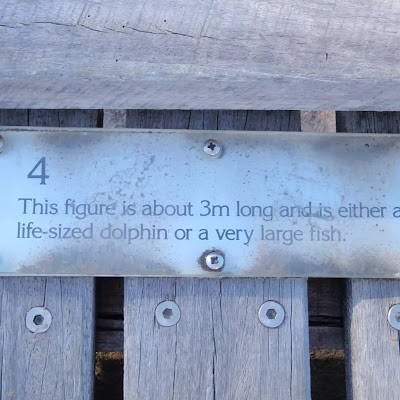 4
This figure is about 3m long and is either a
life-sized dolphin or a very large fish.